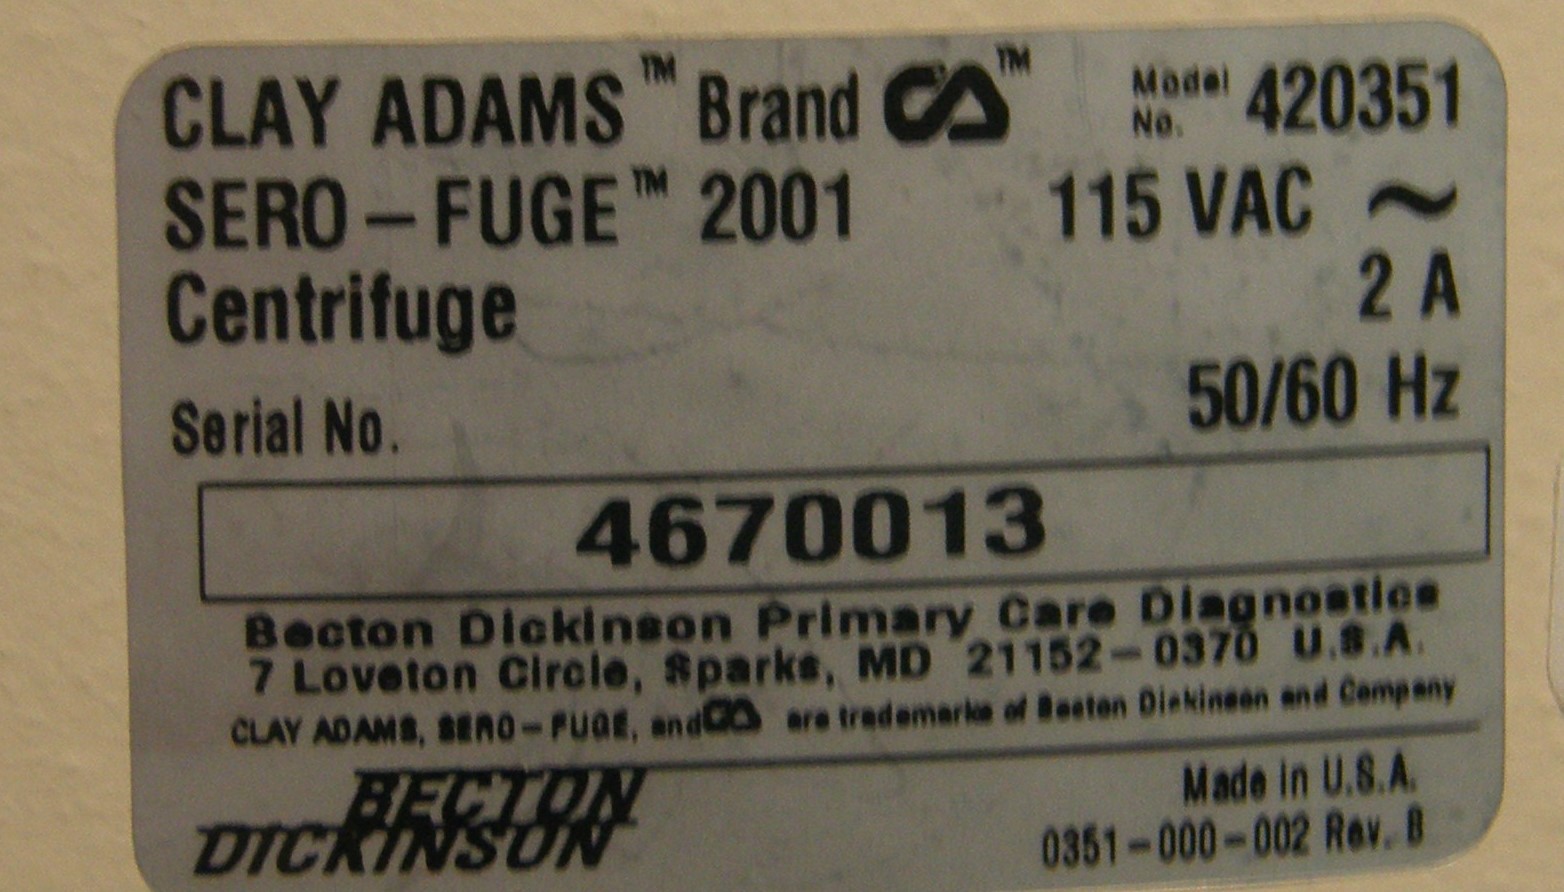 CLAY ADAMS™ Brand CA™ Model No. 420351
SERO-FUGE™ 2001 115 VAC ~
Centrifuge 2 A
50/60 Hz
Serial No.
4670013
Becton Dickinson Primary Care Diagnostics
7 Loveton Circle, Sparks, MD 21152-0370 U.S.A.
CLAY ADAMS, SERO-FUGE, and CA are trademarks of Becton Dickinson and Company
BECTON
DICKINSON
Made in U.S.A.
0351-000-002 Rev. B